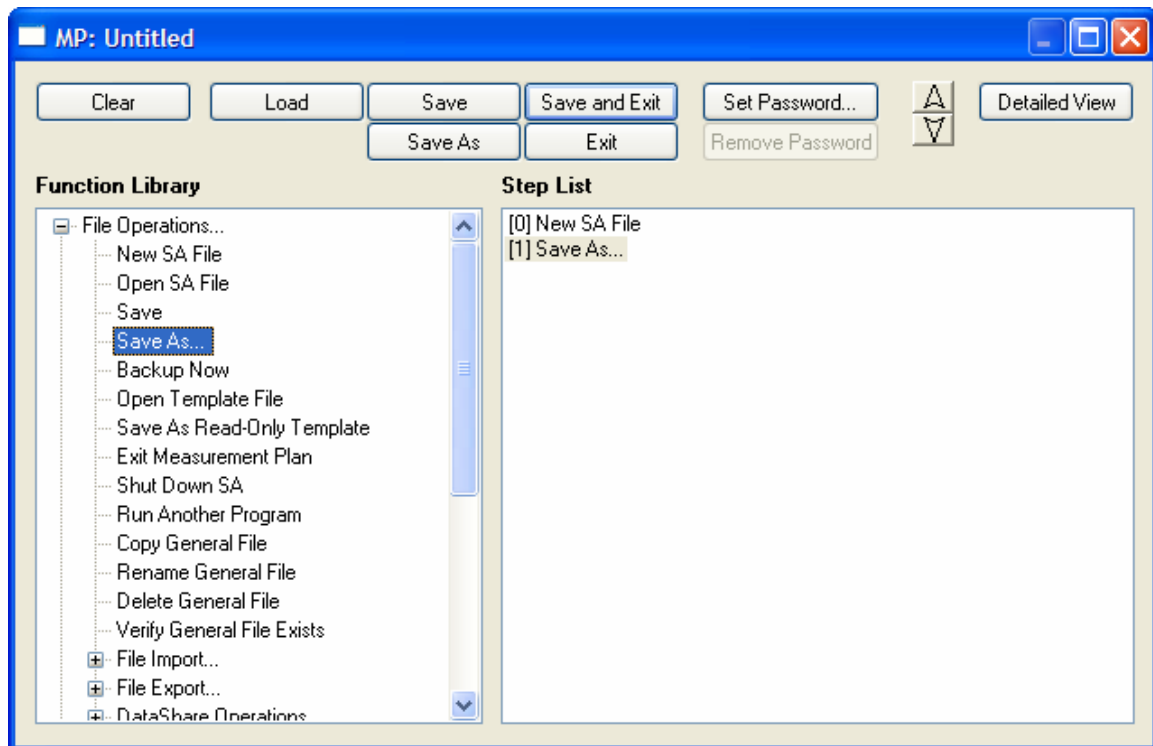 MP: Untitled
Clear Load Save Save and Exit Set Password... Detailed View
Save As Exit Remove Password
Function Library Step List
File Operations...
New SA File
Open SA File
Save
Save As...
Backup Now
Open Template File
Save As Read-Only Template
Exit Measurement Plan
Shut Down SA
Run Another Program
Copy General File
Rename General File
Delete General File
Verify General File Exists
File Import...
File Export...
DataShare Operations
[0] New SA File
[1] Save As...